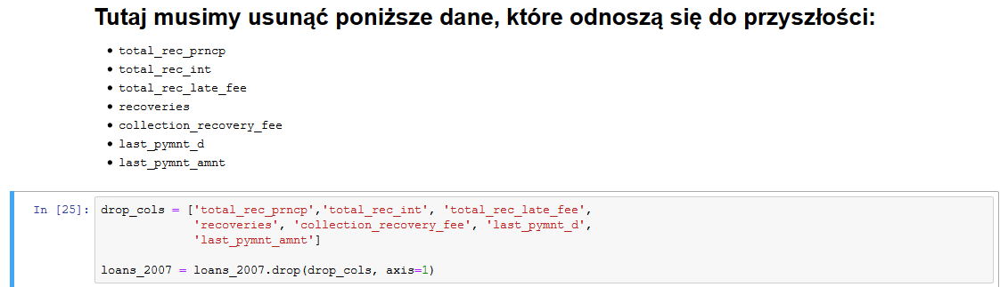 Tutaj musimy usunąć poniższe dane, które odnoszą się do przyszłości:
• total_rec_prncp
• total_rec_int
• total_rec_late_fee
• recoveries
• collection_recovery_fee
• last_pymnt_d
• last_pymnt_amnt
In [25]: drop_cols = ['total_rec_prncp','total_rec_int', 'total_rec_late_fee',
'recoveries', 'collection_recovery_fee', 'last_pymnt_d',
'last_pymnt_amnt']
loans_2007 = loans_2007.drop(drop_cols, axis=1)